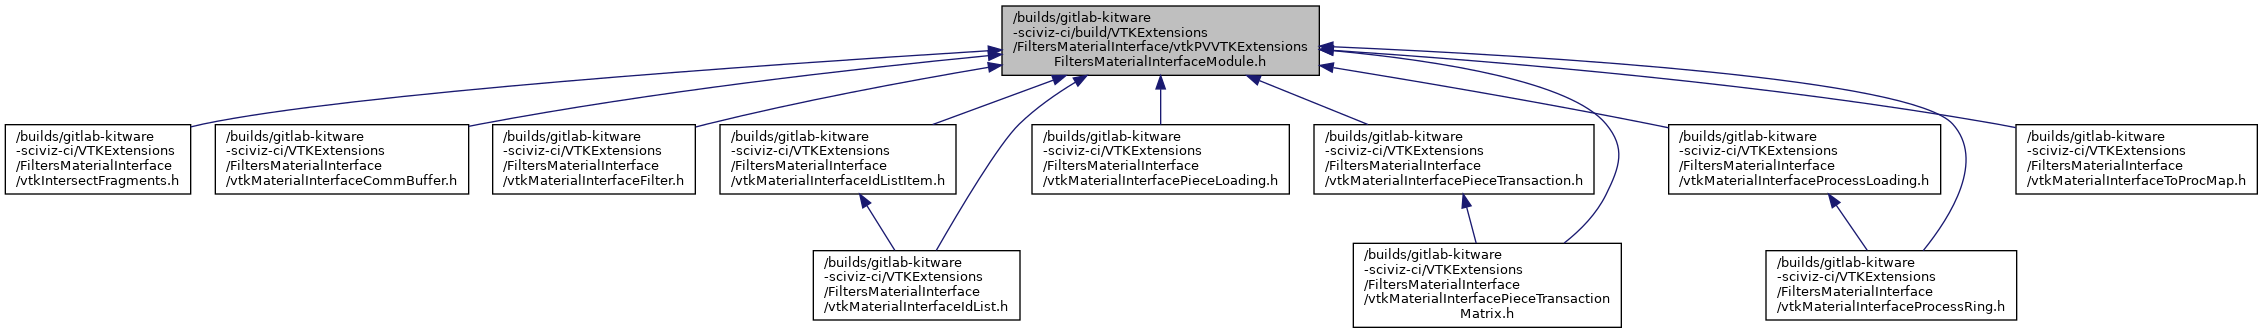 /builds/gitlab-kitware
-sciviz-ci/build/VTKExtensions
/FiltersMaterialInterface/vtkPVVTKExtensions
FiltersMaterialInterfaceModule.h
/builds/gitlab-kitware
-sciviz-ci/VTKExtensions
/FiltersMaterialInterface
/vtkIntersectFragments.h
/builds/gitlab-kitware
-sciviz-ci/VTKExtensions
/FiltersMaterialInterface
/vtkMaterialInterfaceCommBuffer.h
/builds/gitlab-kitware
-sciviz-ci/VTKExtensions
/FiltersMaterialInterface
/vtkMaterialInterfaceFilter.h
/builds/gitlab-kitware
-sciviz-ci/VTKExtensions
/FiltersMaterialInterface
/vtkMaterialInterfaceIdListItem.h
/builds/gitlab-kitware
-sciviz-ci/VTKExtensions
/FiltersMaterialInterface
/vtkMaterialInterfacePieceLoading.h
/builds/gitlab-kitware
-sciviz-ci/VTKExtensions
/FiltersMaterialInterface
/vtkMaterialInterfacePieceTransaction.h
/builds/gitlab-kitware
-sciviz-ci/VTKExtensions
/FiltersMaterialInterface
/vtkMaterialInterfaceProcessLoading.h
/builds/gitlab-kitware
-sciviz-ci/VTKExtensions
/FiltersMaterialInterface
/vtkMaterialInterfaceToProcMap.h
/builds/gitlab-kitware
-sciviz-ci/VTKExtensions
/FiltersMaterialInterface
/vtkMaterialInterfaceIdList.h
/builds/gitlab-kitware
-sciviz-ci/VTKExtensions
/FiltersMaterialInterface
/vtkMaterialInterfacePieceTransaction
Matrix.h
/builds/gitlab-kitware
-sciviz-ci/VTKExtensions
/FiltersMaterialInterface
/vtkMaterialInterfaceProcessRing.h